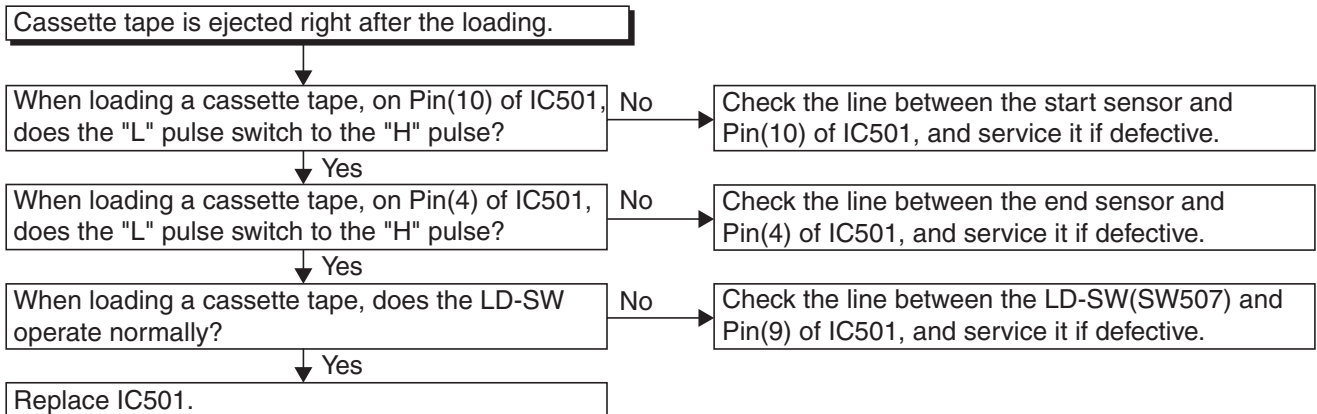 Cassette tape is ejected right after the loading.
When loading a cassette tape, on Pin(10) of IC501,
does the "L" pulse switch to the "H" pulse?
No
Check the line between the start sensor and
Pin(10) of IC501, and service it if defective.
Yes
When loading a cassette tape, on Pin(4) of IC501,
does the "L" pulse switch to the "H" pulse?
No
Check the line between the end sensor and
Pin(4) of IC501, and service it if defective.
Yes
When loading a cassette tape, does the LD-SW
operate normally?
No
Check the line between the LD-SW(SW507) and
Pin(9) of IC501, and service it if defective.
Yes
Replace IC501.